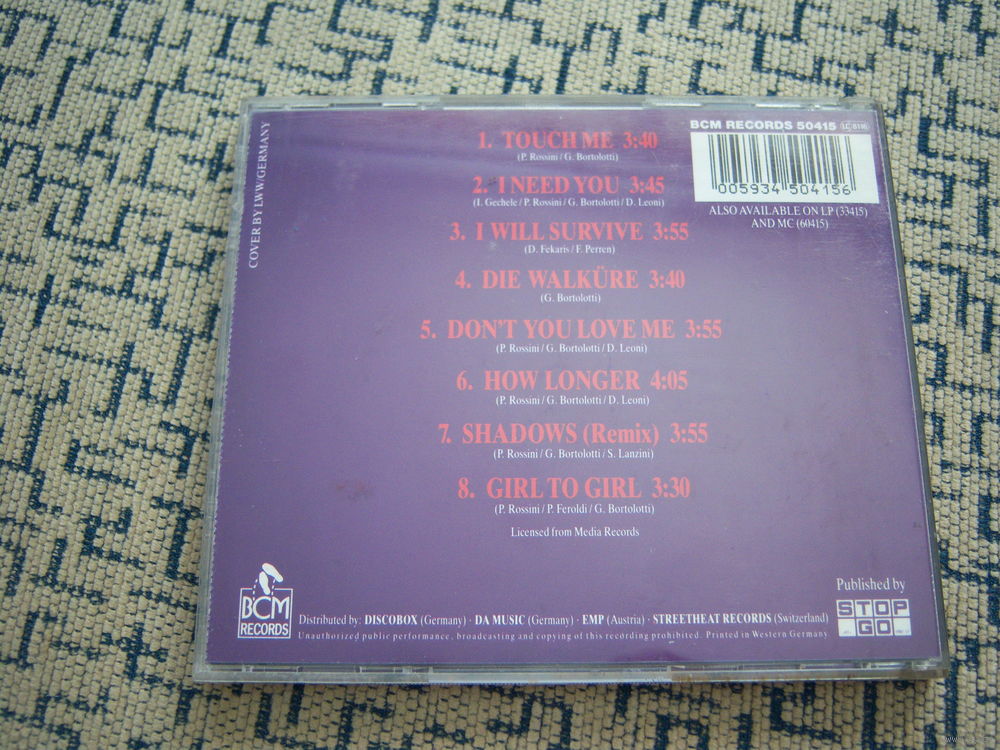 COVER BY LWW/GERMANY
BCM RECORDS 50415 LC 8196
005934 504156
ALSO AVAILABLE ON LP (33415)
AND MC (60415)
1. TOUCH ME 3:40
(P. Rossini / G. Bortolotti)
2. I NEED YOU 3:45
(I. Gechele / P. Rossini / G. Bortolotti / D. Leoni)
3. I WILL SURVIVE 3:55
(D. Fekaris / F. Perren)
4. DIE WALKÜRE 3:40
(G. Bortolotti)
5. DON'T YOU LOVE ME 3:55
(P. Rossini / G. Bortolotti / D. Leoni)
6. HOW LONGER 4:05
(P. Rossini / G. Bortolotti / D. Leoni)
7. SHADOWS (Remix) 3:55
(P. Rossini / G. Bortolotti / S. Lanzini)
8. GIRL TO GIRL 3:30
(P. Rossini / P. Feroldi / G. Bortolotti)
Licensed from Media Records
BCM
RECORDS
Distributed by: DISCOBOX (Germany) · DA MUSIC (Germany) · EMP (Austria) · STREETHEAT RECORDS (Switzerland)
Unauthorized public performance, broadcasting and copying of this recording prohibited. Printed in Western Germany
Published by
STOP
GO